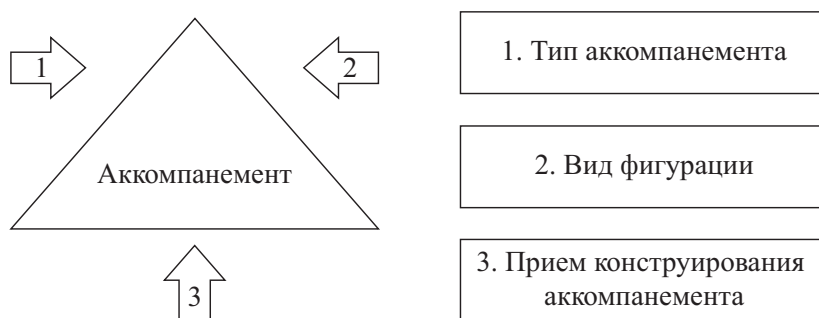 1
2
Аккомпанемент
3
1. Тип аккомпанемента
2. Вид фигурации
3. Прием конструирования
аккомпанемента